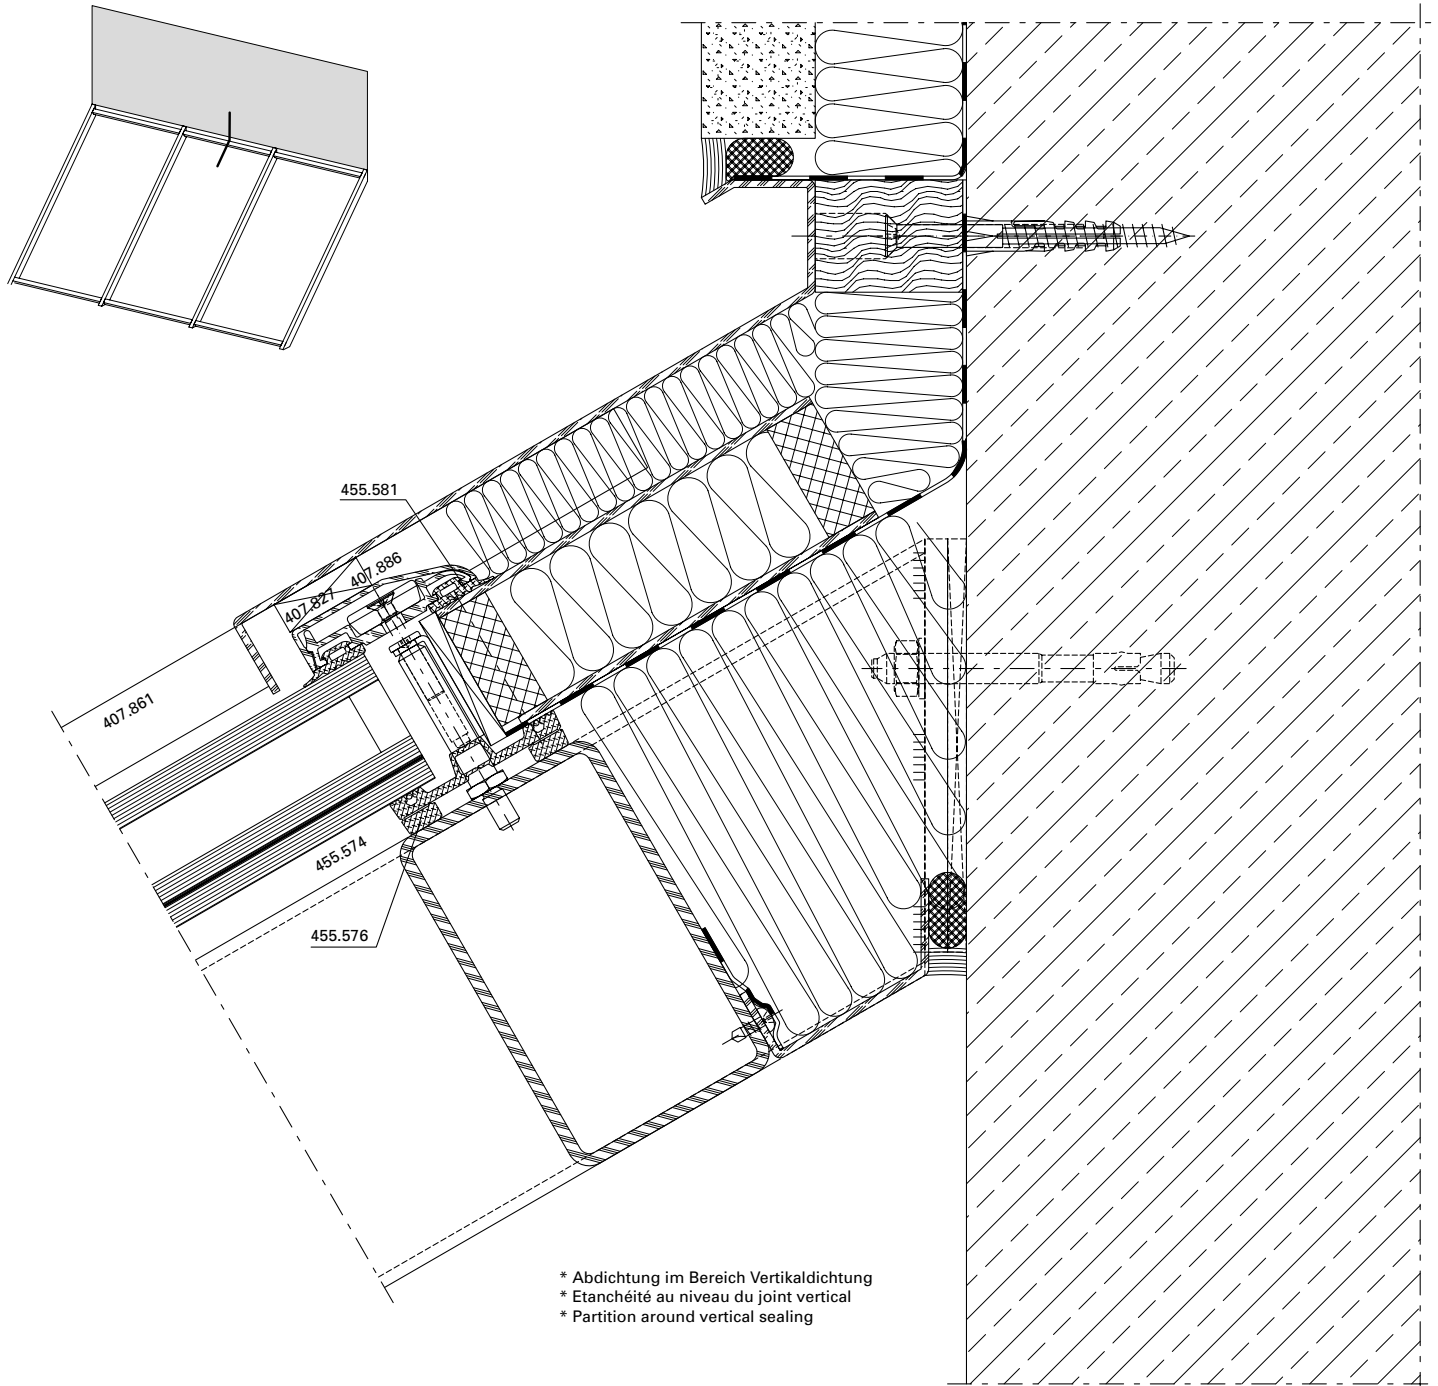 455.581
407.886
407.827
407.861
455.574
455.576
* Abdichtung im Bereich Vertikaldichtung
* Etanchéité au niveau du joint vertical
* Partition around vertical sealing